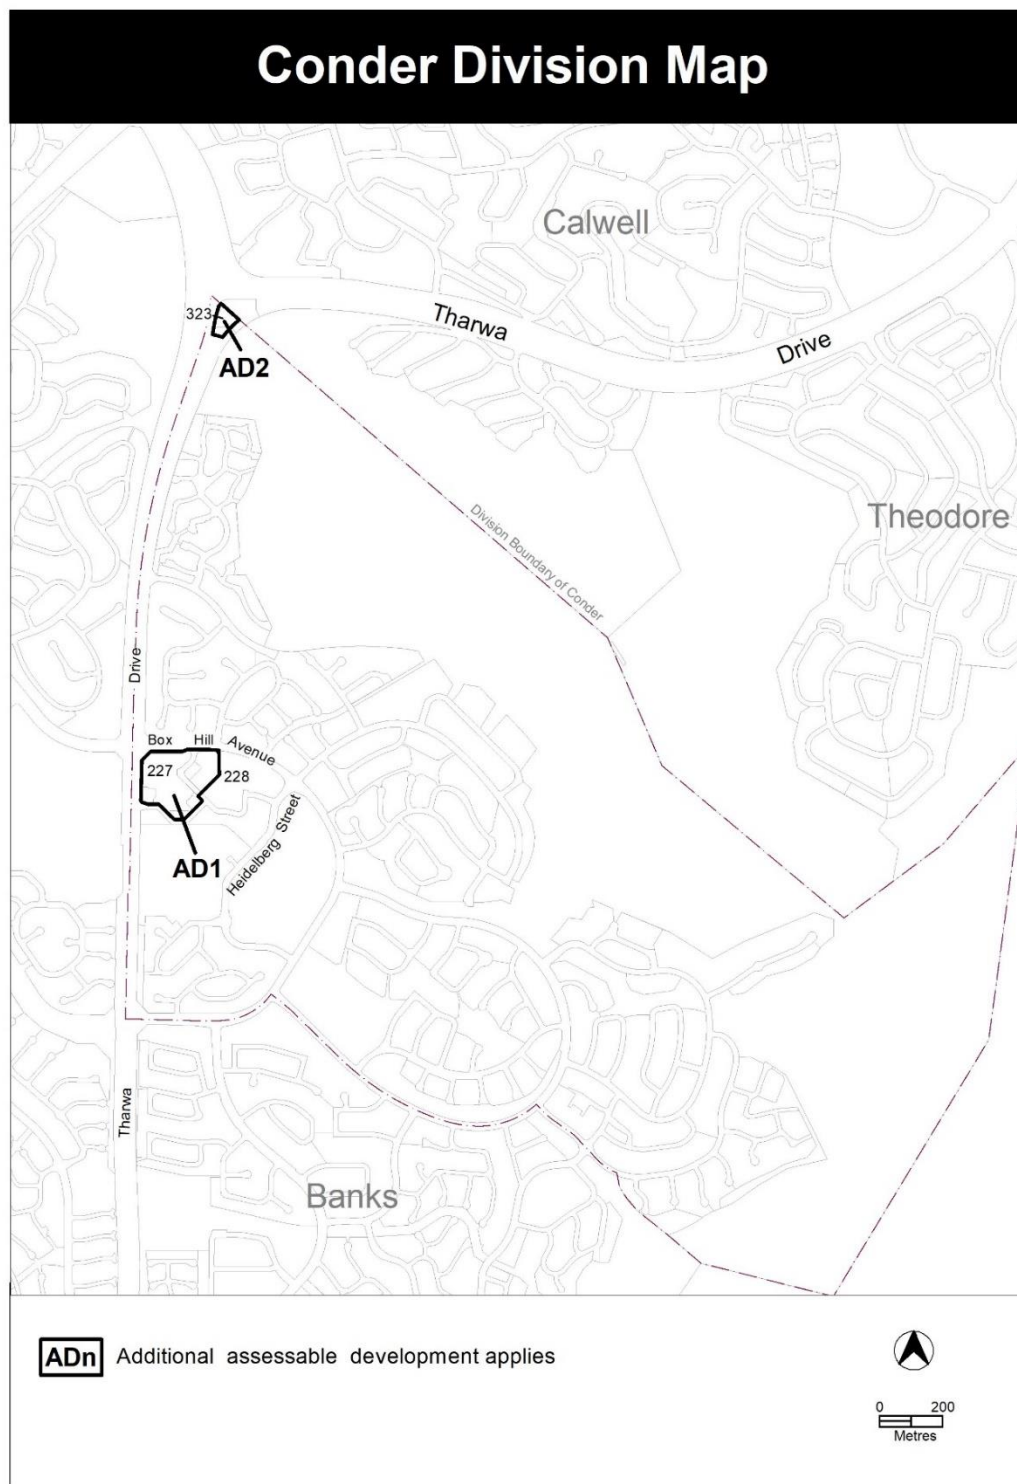 Conder Division Map
Calwell
Tharwa
Drive
323
AD2
Theodore
Division Boundary of Conder
Drive
Box Hill Avenue
227
228
Heidelberg Street
AD1
Tharwa
Banks
ADn Additional assessable development applies
0 200
Metres